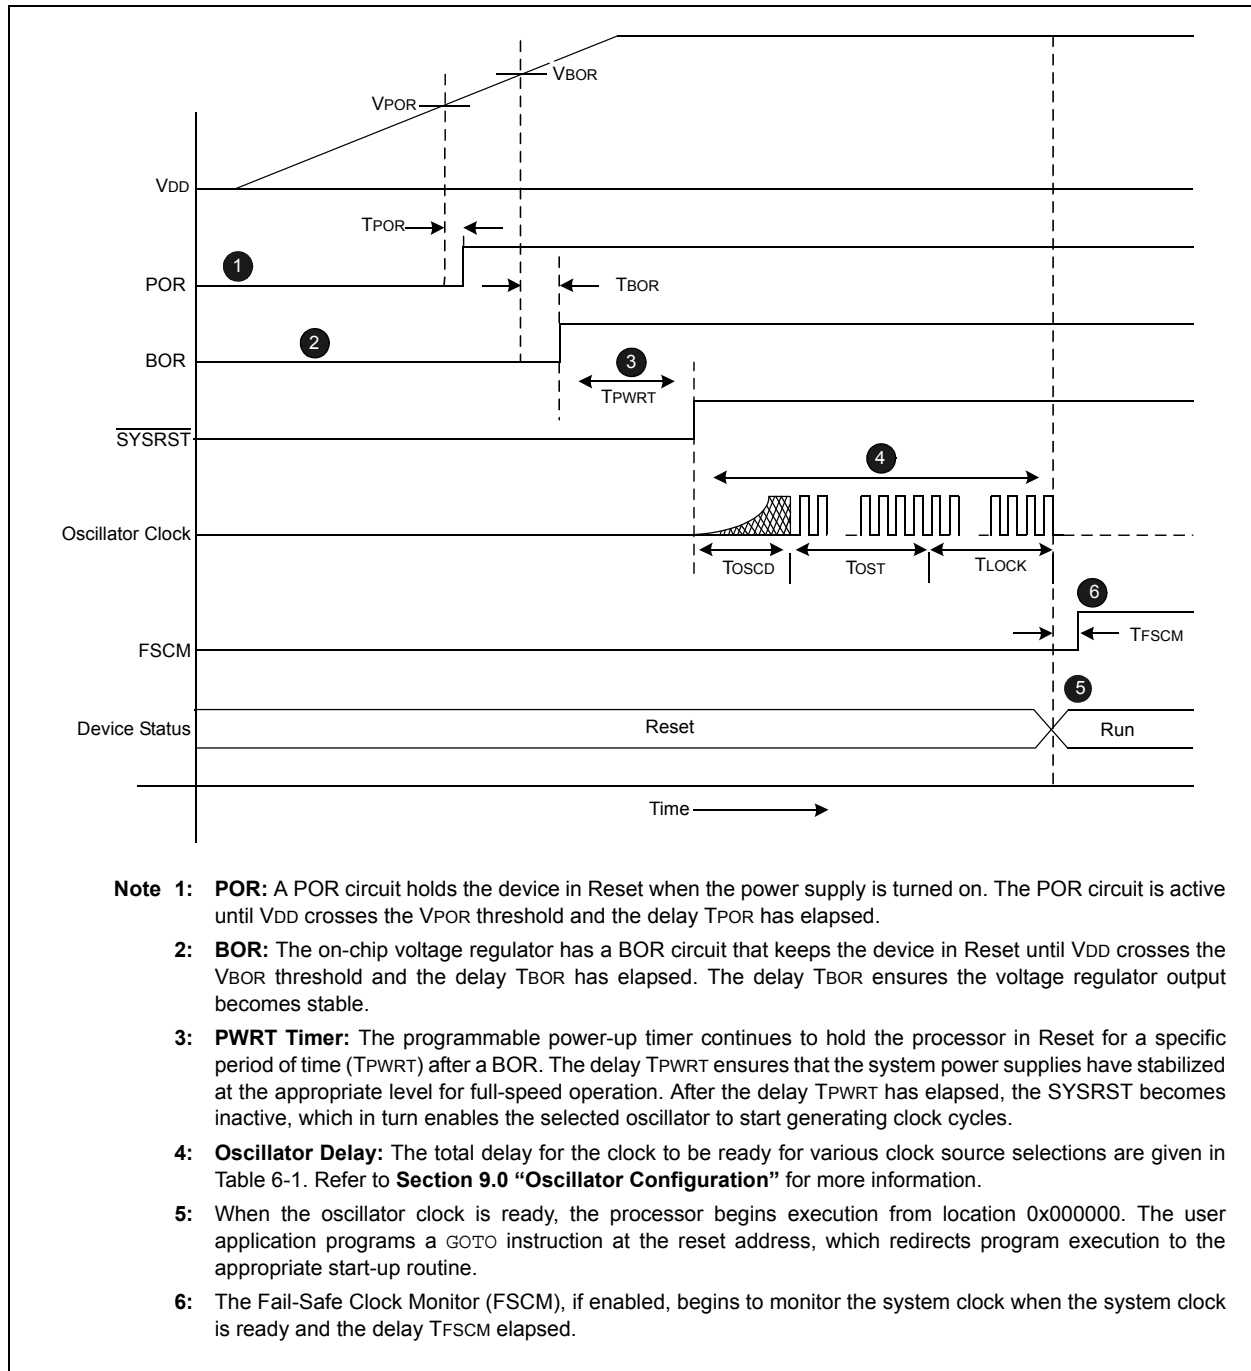 VBOR
VPOR
VDD
TPOR
1
POR
TBOR
2
BOR
3
TPWRT
SYSRST
4
Oscillator Clock
TOSCD
TOST
TLOCK
6
TFSCM
FSCM
5
Device Status
Reset
Run
Time
Note 1: POR: A POR circuit holds the device in Reset when the power supply is turned on. The POR circuit is active
until VDD crosses the VPOR threshold and the delay TPOR has elapsed.
2: BOR: The on-chip voltage regulator has a BOR circuit that keeps the device in Reset until VDD crosses the
VBOR threshold and the delay TBOR has elapsed. The delay TBOR ensures the voltage regulator output
becomes stable.
3: PWRT Timer: The programmable power-up timer continues to hold the processor in Reset for a specific
period of time (TPWRT) after a BOR. The delay TPWRT ensures that the system power supplies have stabilized
at the appropriate level for full-speed operation. After the delay TPWRT has elapsed, the SYSRST becomes
inactive, which in turn enables the selected oscillator to start generating clock cycles.
4: Oscillator Delay: The total delay for the clock to be ready for various clock source selections are given in
Table 6-1. Refer to Section 9.0 “Oscillator Configuration” for more information.
5: When the oscillator clock is ready, the processor begins execution from location 0x000000. The user
application programs a GOTO instruction at the reset address, which redirects program execution to the
appropriate start-up routine.
6: The Fail-Safe Clock Monitor (FSCM), if enabled, begins to monitor the system clock when the system clock
is ready and the delay TFSCM elapsed.